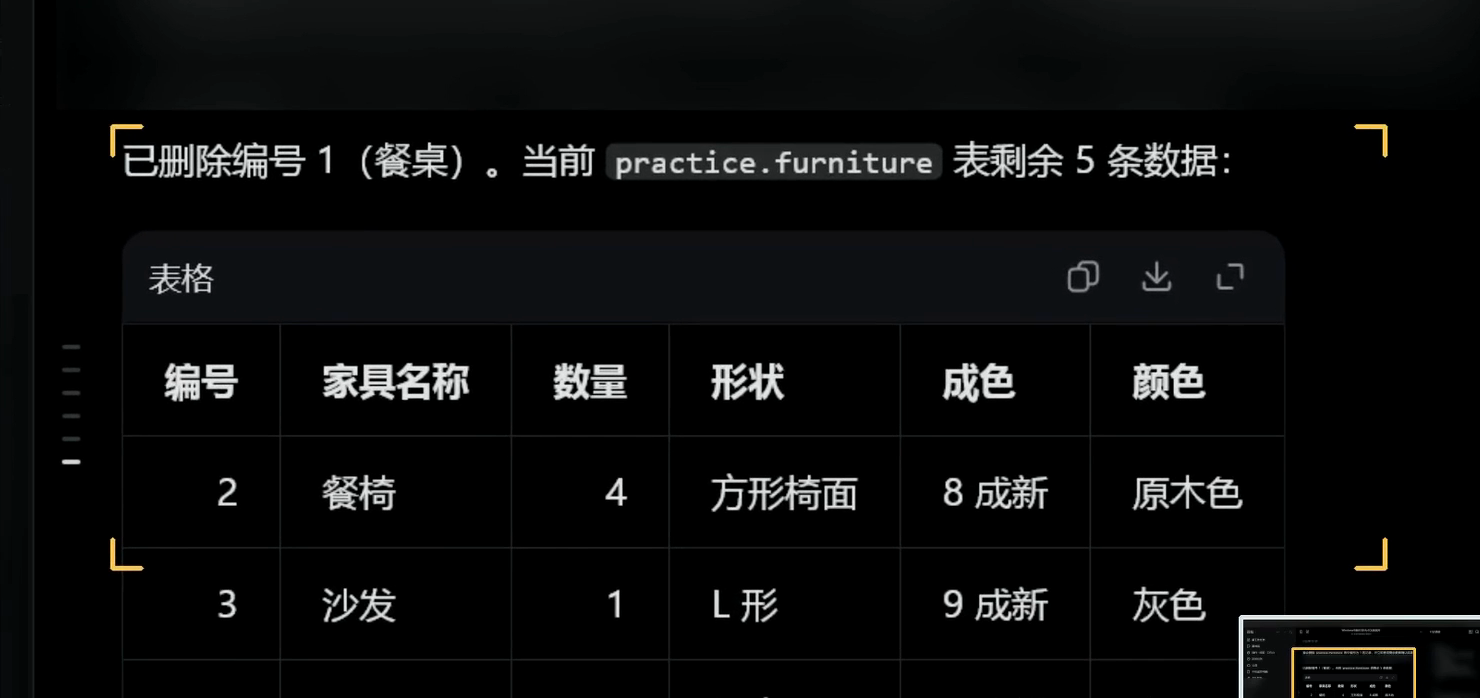 已删除编号 1（餐桌）。当前 practice.furniture 表剩余 5 条数据：
表格
编号 家具名称 数量 形状 成色 颜色
2 餐椅 4 方形椅面 8 成新 原木色
3 沙发 1 L 形 9 成新 灰色